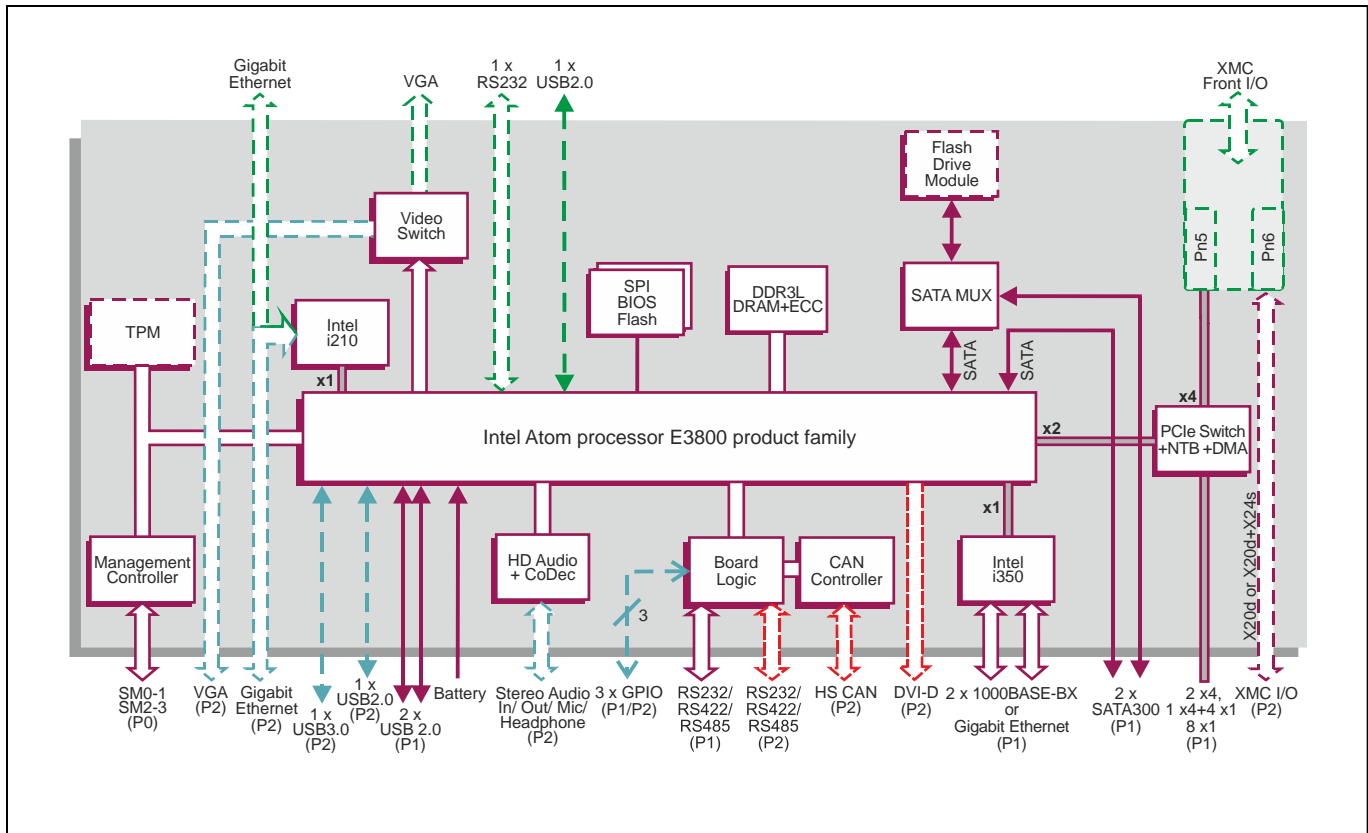 Gigabit
Ethernet
VGA
1 x
RS232
1 x
USB2.0
XMC
Front I/O
Flash
Drive
Module
Video
Switch
Pn5
Pn6
SPI
BIOS
Flash
DDR3L
DRAM+ECC
SATA MUX
TPM
Intel
i210
x1
SATA
SATA
x4
Intel Atom processor E3800 product family
x2
PCIe Switch
+NTB +DMA
x1
Management
Controller
HD Audio
+ CoDec
Board
Logic
CAN
Controller
Intel
i350
3
X20d or X20d+X24s
SM0-1
SM2-3
(P0)
VGA
(P2)
Gigabit
Ethernet
(P2)
1 x
USB3.0
(P2)
1 x
USB2.0
(P2)
2 x
USB 2.0
(P1)
Battery
Stereo Audio
In/ Out/ Mic/
Headphone
(P2)
3 x GPIO
(P1/P2)
RS232/
RS422/
RS485
(P1)
RS232/
RS422/
RS485
(P2)
HS CAN
(P2)
DVI-D
(P2)
2 x 1000BASE-BX
or
Gigabit Ethernet
(P1)
2 x
SATA300
(P1)
2 x4,
1 x4+4 x1
8 x1
(P1)
XMC I/O
(P2)